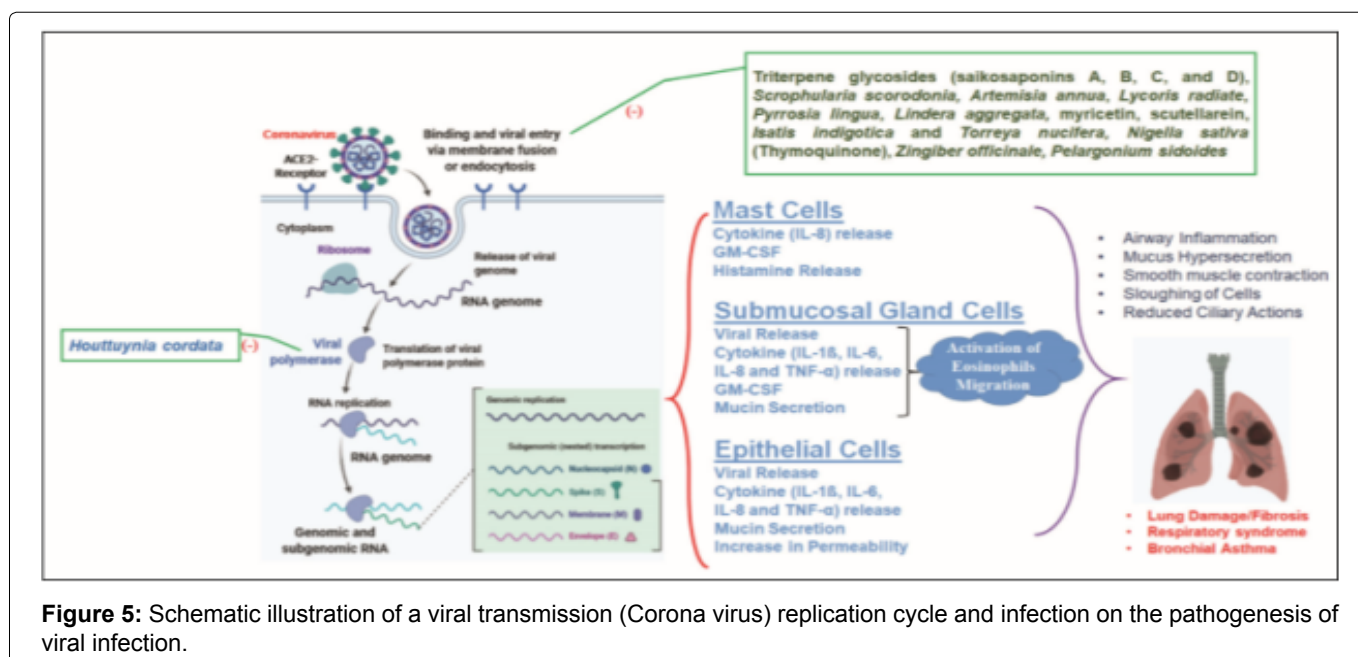 Triterpene glycosides (saikosaponins A, B, C, and D),
Scrophularia scorodonia, Artemisia annua, Lycoris radiate,
Pyrrosia lingua, Lindera aggregata, myricetin, scutellarein,
Isatis indigotica and Torreya nucifera, Nigella sativa
(Thymoquinone), Zingiber officinale, Pelargonium sidoides
(-)
Coronavirus
ACE2-
Receptor
Binding and viral entry
via membrane fusion
or endocytosis
Cytoplasm
Ribosome
Release of viral
genome
RNA genome
Houttuynia cordata
(-)
Viral
polymerase
Translation of viral
polymerase protein
RNA replication
RNA genome
Genomic and
subgenomic RNA
Genomic replication
Subgenomic (nested) transcription
Nucleocapsid (N)
Spike (S)
Membrane (M)
Envelope (E)
Mast Cells
Cytokine (IL-8) release
GM-CSF
Histamine Release
Submucosal Gland Cells
Viral Release
Cytokine (IL-1ß, IL-6,
IL-8 and TNF-α) release
GM-CSF
Mucin Secretion
Activation of
Eosinophils
Migration
Epithelial Cells
Viral Release
Cytokine (IL-1ß, IL-6,
IL-8 and TNF-α) release
Mucin Secretion
Increase in Permeability
• Airway Inflammation
• Mucus Hypersecretion
• Smooth muscle contraction
• Sloughing of Cells
• Reduced Ciliary Actions
• Lung Damage/Fibrosis
• Respiratory syndrome
• Bronchial Asthma
Figure 5: Schematic illustration of a viral transmission (Corona virus) replication cycle and infection on the pathogenesis of
viral infection.